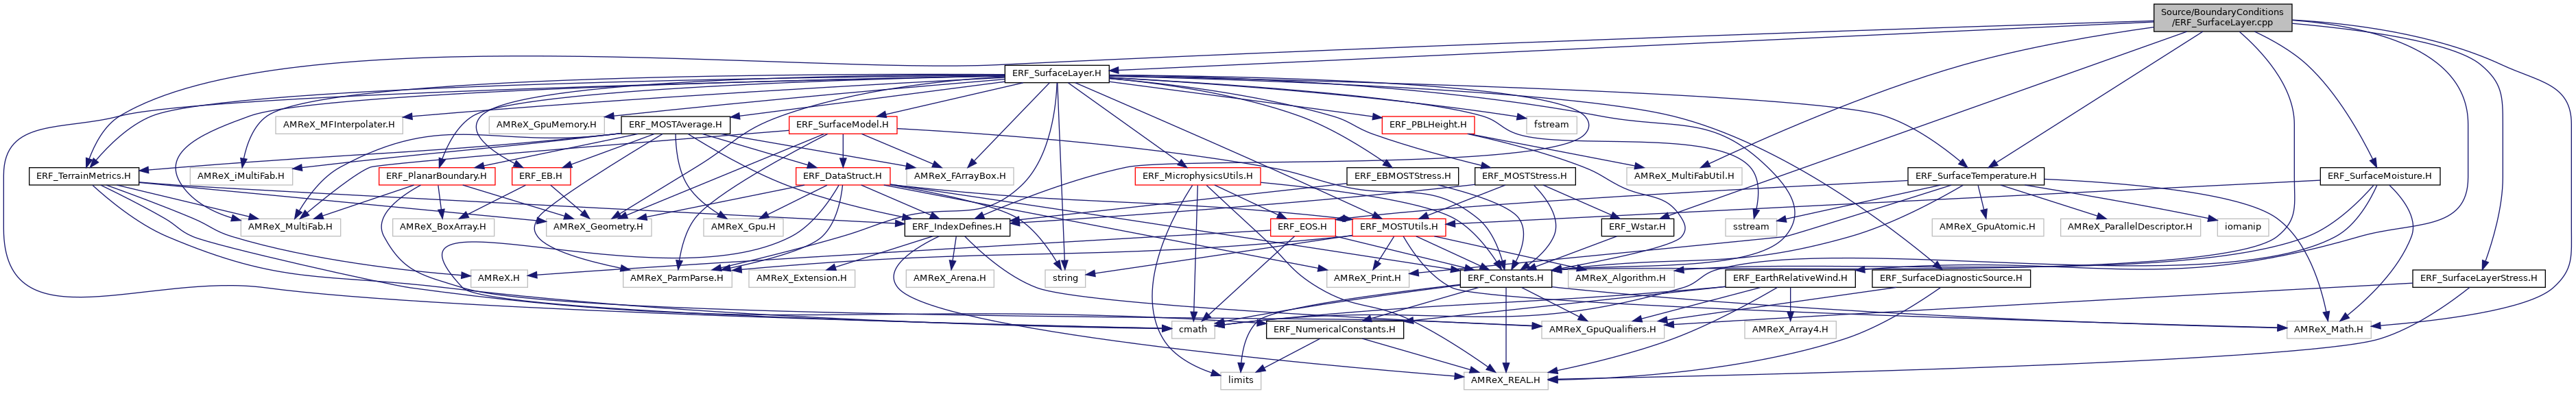 Source/BoundaryConditions
/ERF_SurfaceLayer.cpp
ERF_SurfaceLayer.H
AMReX_MFInterpolater.H
AMReX_GpuMemory.H
ERF_MOSTAverage.H
ERF_SurfaceModel.H
ERF_PBLHeight.H
fstream
ERF_TerrainMetrics.H
AMReX_iMultiFab.H
ERF_PlanarBoundary.H
ERF_EB.H
ERF_DataStruct.H
AMReX_FArrayBox.H
ERF_MicrophysicsUtils.H
ERF_EBMOSTStress.H
ERF_MOSTStress.H
AMReX_MultiFabUtil.H
ERF_SurfaceTemperature.H
ERF_SurfaceMoisture.H
AMReX_MultiFab.H
AMReX_BoxArray.H
AMReX_Geometry.H
AMReX_Gpu.H
ERF_IndexDefines.H
ERF_EOS.H
ERF_MOSTUtils.H
ERF_Wstar.H
sstream
AMReX_GpuAtomic.H
AMReX_ParallelDescriptor.H
iomanip
AMReX.H
AMReX_ParmParse.H
AMReX_Extension.H
AMReX_Arena.H
string
AMReX_Print.H
ERF_Constants.H
AMReX_Algorithm.H
ERF_EarthRelativeWind.H
ERF_SurfaceDiagnosticSource.H
ERF_SurfaceLayerStress.H
cmath
ERF_NumericalConstants.H
AMReX_GpuQualifiers.H
AMReX_Array4.H
AMReX_Math.H
limits
AMReX_REAL.H